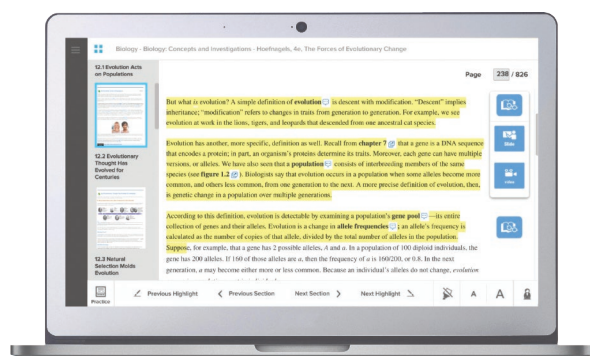 Biology - Biology: Concepts and Investigations - Hoefnagels, 4e, The Forces of Evolutionary Change
12.1 Evolution Acts
on Populations
12.2 Evolutionary
Thought Has
Evolved for
Centuries
12.3 Natural
Selection Molds
Evolution
Page 238 / 826
But what is evolution? A simple definition of evolution is descent with modification. "Descent" implies
inheritance; "modification" refers to changes in traits from generation to generation. For example, we see
evolution at work in the lions, tigers, and leopards that descended from one ancestral cat species.
Evolution has another, more specific, definition as well. Recall from chapter 7 that a gene is a DNA sequence
that encodes a protein; in part, an organism's proteins determine its traits. Moreover, each gene can have multiple
versions, or alleles. We have also seen that a population consists of interbreeding members of the same
species (see figure 1.2). Biologists say that evolution occurs in a population when some alleles become more
common, and others less common, from one generation to the next. A more precise definition of evolution, then,
is genetic change in a population over multiple generations.
According to this definition, evolution is detectable by examining a population's gene pool—its entire
collection of genes and their alleles. Evolution is a change in allele frequencies; an allele's frequency is
calculated as the number of copies of that allele, divided by the total number of alleles in the population.
Suppose, for example, that a gene has 2 possible alleles, A and a. In a population of 100 diploid individuals, the
gene has 200 alleles. If 160 of those alleles are a, then the frequency of a is 160/200, or 0.8. In the next
generation, a may become either more or less common. Because an individual's alleles do not change, evolution
Slide
Video
Practice
Previous Highlight
Previous Section
Next Section
Next Highlight
A
A